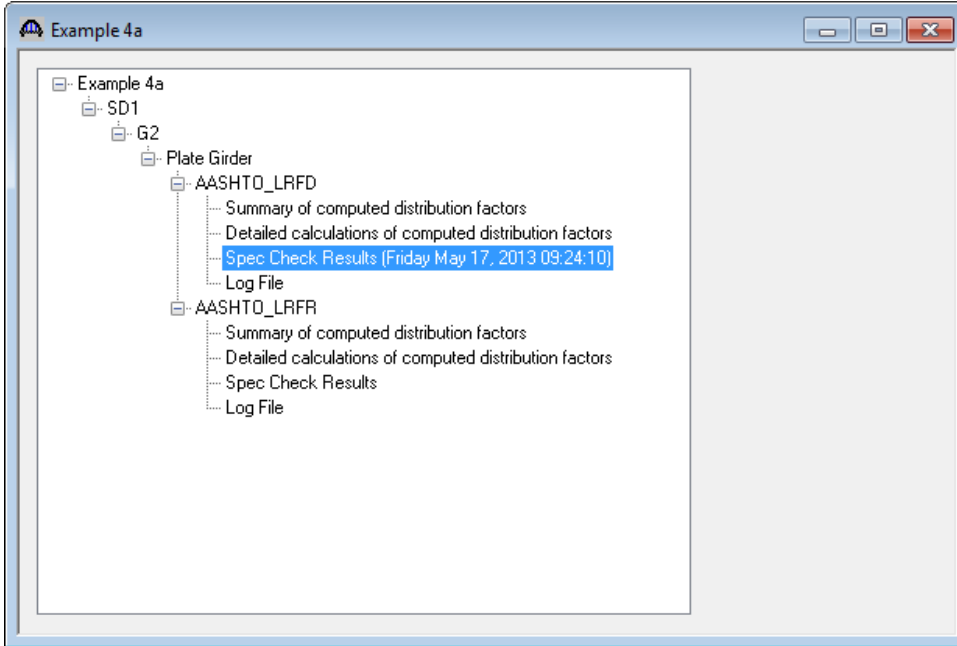 Example 4a
Example 4a
SD1
G2
Plate Girder
AASHTO_LRFD
Summary of computed distribution factors
Detailed calculations of computed distribution factors
Spec Check Results (Friday May 17, 2013 09:24:10)
Log File
AASHTO_LRFR
Summary of computed distribution factors
Detailed calculations of computed distribution factors
Spec Check Results
Log File